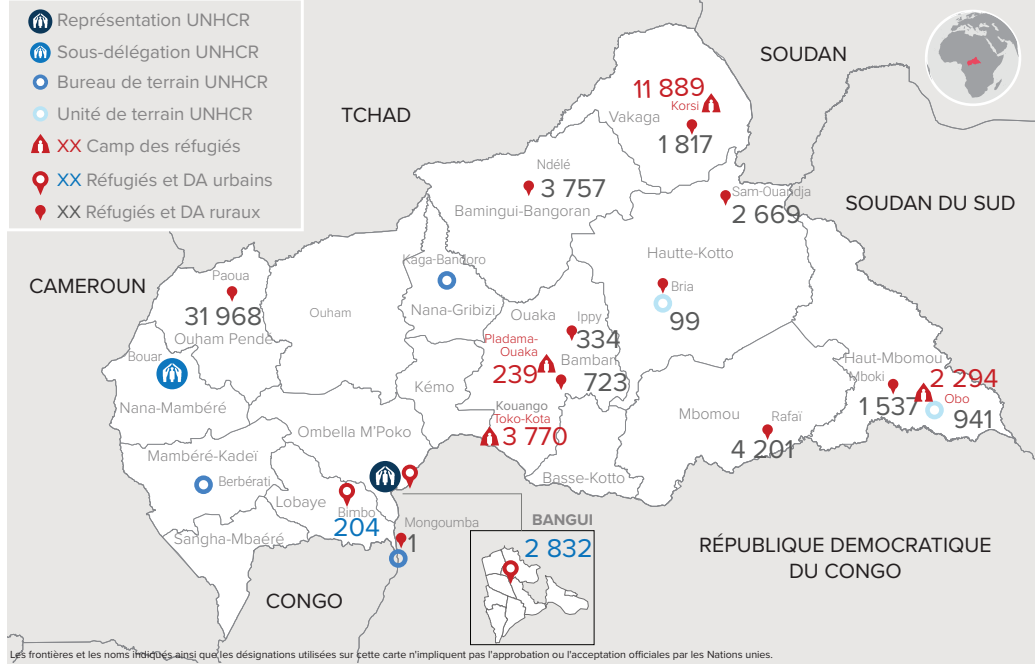 Représentation UNHCR
Sous-délégation UNHCR
Bureau de terrain UNHCR
Unité de terrain UNHCR
XX Camp des réfugiés
XX Réfugiés et DA urbains
XX Réfugiés et DA ruraux
SOUDAN
TCHAD
11 889
Korsi
Vakaga
1 817
Ndélé
3 757
Bamingui-Bangoran
Sam-Ouandja
2 669
SOUDAN DU SUD
CAMEROUN
Paoua
31 968
Ouham Pendé
Ouham
Kaga-Bandoro
Nana-Gribizi
Hautte-Kotto
Bria
99
Ouaka
Ippy
334
Pladama-
Ouaka
239
Bamban
723
Bouar
Nana-Mambéré
Kémo
Kouango
Toko-Kota
3 770
Haut-Mbomou
Mboki
1 537
2 294
Obo
941
Mbomou
Rafaï
4 201
Ombella M'Poko
Mambéré-Kadeï
Berbérati
Basse-Kotto
Lobaye
Bimbo
204
Sangha-Mbaéré
Mongoumba
1
BANGUI
2 832
RÉPUBLIQUE DEMOCRATIQUE
DU CONGO
CONGO
Les frontières et les noms indiqués ainsi que les désignations utilisées sur cette carte n'impliquent pas l'approbation ou l'acceptation officiales par les Nations unies.